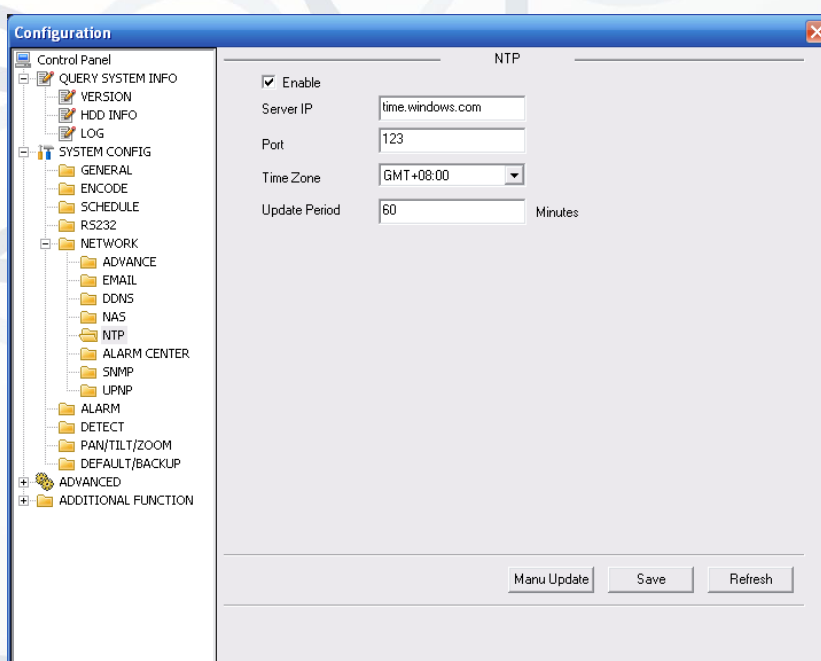 Configuration
Control Panel
QUERY SYSTEM INFO
VERSION
HDD INFO
LOG
SYSTEM CONFIG
GENERAL
ENCODE
SCHEDULE
RS232
NETWORK
ADVANCE
EMAIL
DDNS
NAS
NTP
ALARM CENTER
SNMP
UPNP
ALARM
DETECT
PAN/TILT/ZOOM
DEFAULT/BACKUP
ADVANCED
ADDITIONAL FUNCTION
NTP
Enable
Server IP time.windows.com
Port 123
Time Zone GMT+08:00
Update Period 60 Minutes
Manu Update Save Refresh